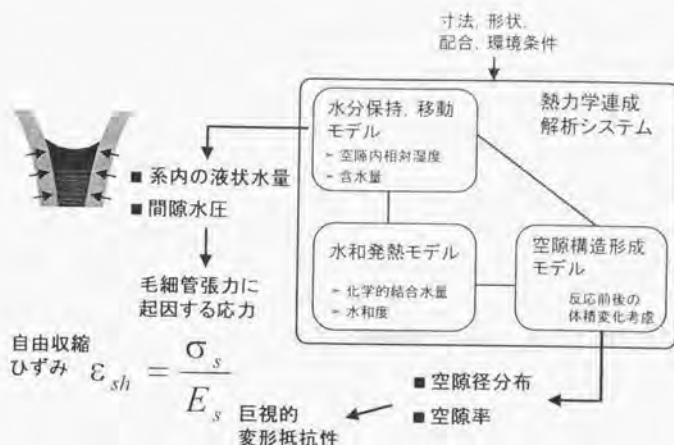 寸法, 形状,
配合, 環境条件
熱力学連成
解析システム
水分保持, 移動
モデル
- 空隙内相対湿度
- 含水量
■ 系内の液状水量
■ 間隙水圧
水和発熱モデル
- 化学的結合水量
- 水和度
空隙構造形成
モデル
反応前後の
体積変化考慮
毛細管張力に
起因する応力
自由収縮
ひずみ
ε_sh = σ_s / E_s
巨視的
変形抵抗性
■ 空隙径分布
■ 空隙率